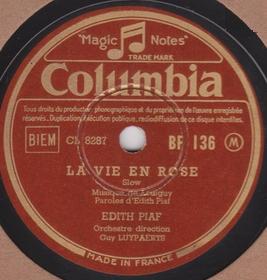 "Magic Notes"
TRADE MARK
Columbia
Tous droits du producteur phonographique et du propriétaire de l'œuvre enregistrée
réservés.. Duplication, Exécution publique, radiodiffusion de ce disque interdites.
BIEM CL 8287 BF 136 M
LA VIE EN ROSE
Slow
Musique de Louiguy
Paroles d'Edith Piaf
EDITH PIAF
Orchestre direction
Guy LUYPAERTS
MADE IN FRANCE